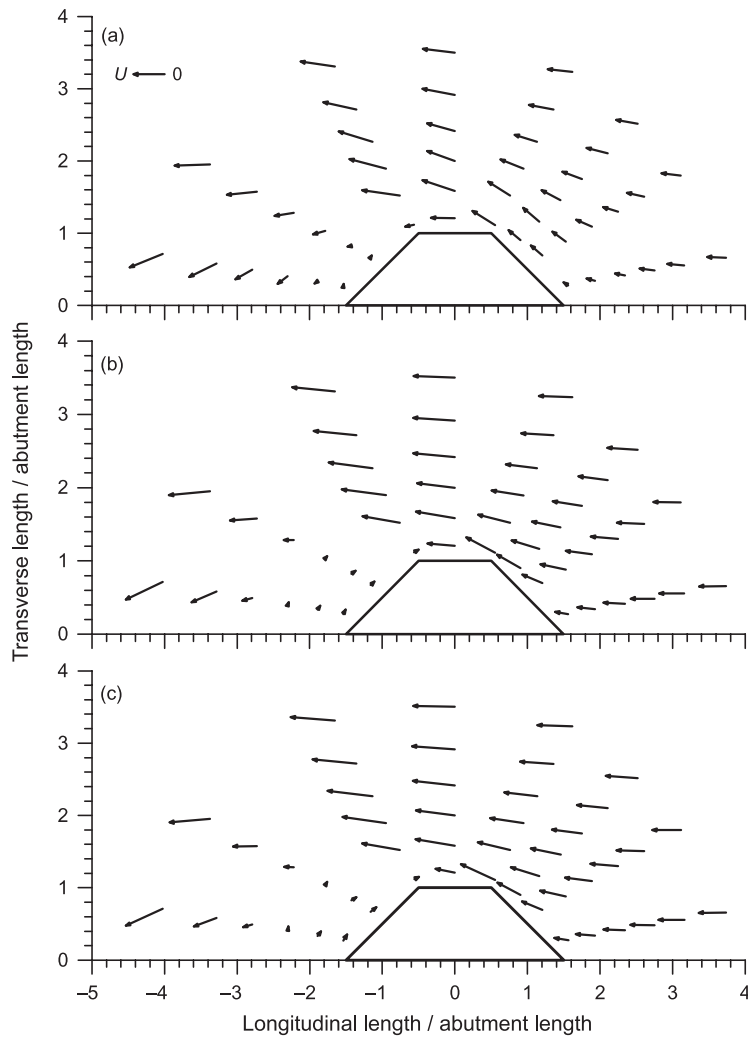 4
(a)
U 0
3
2
1
0
4
(b)
3
2
1
0
4
(c)
3
2
1
0
–5 –4 –3 –2 –1 0 1 2 3 4
Transverse length / abutment length
Longitudinal length / abutment length